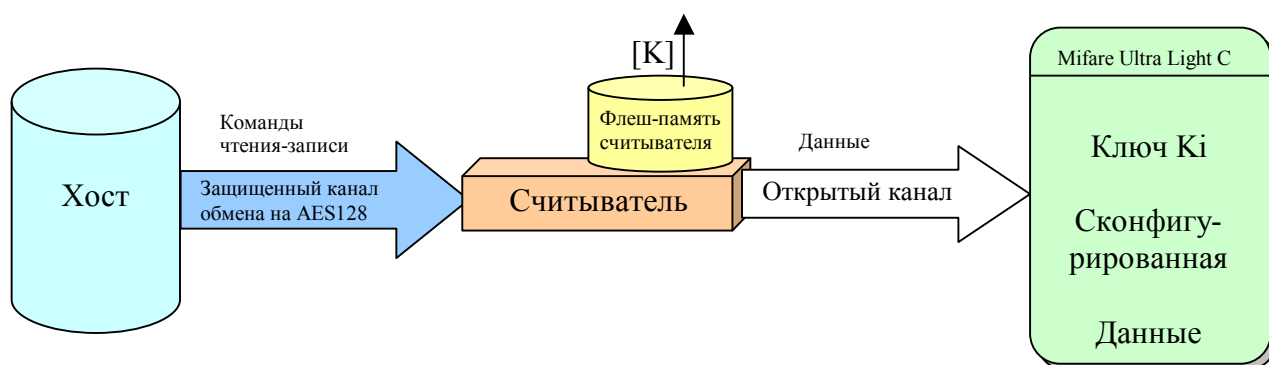 [K]
Mifare Ultra Light C
Флеш-память
считывателя
Команды
чтения-записи
Данные
Хост
Защищенный канал
обмена на AES128
Считыватель
Открытый канал
Ключ Ki
Сконфигу-
рированная
Данные